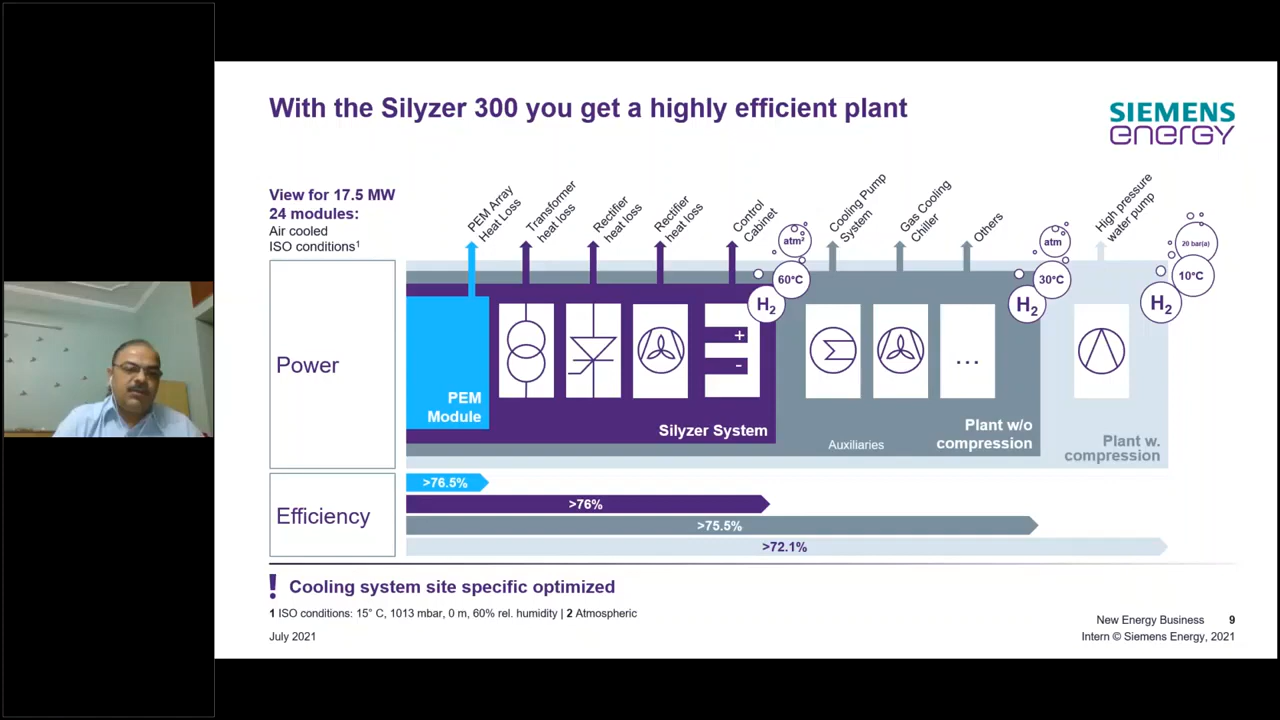 With the Silyzer 300 you get a highly efficient plant
SIEMENS
energy
View for 17.5 MW
24 modules:
Air cooled
ISO conditions1
PEM Array
Heat Loss
Transformer
heat loss
Rectifier
heat loss
Rectifier
heat loss
Control
Cabinet
Cooling Pump
System
Gas Cooling
Chiller
Others
High pressure
water pump
atm²
60°C
H₂
atm
30°C
H₂
20 bar(a)
10°C
H₂
Power
PEM
Module
+
-
Silyzer System
...
Auxiliaries
Plant w/o
compression
Plant w.
compression
Efficiency
>76.5%
>76%
>75.5%
>72.1%
! Cooling system site specific optimized
1 ISO conditions: 15° C, 1013 mbar, 0 m, 60% rel. humidity | 2 Atmospheric
July 2021
New Energy Business 9
Intern © Siemens Energy, 2021